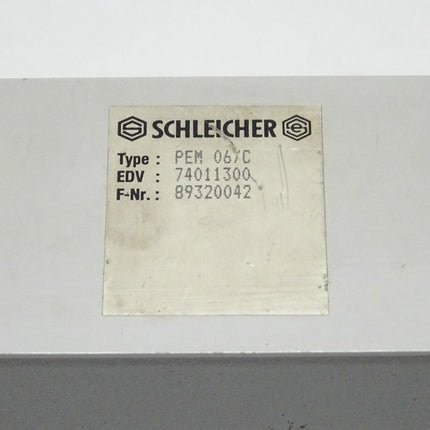 SCHLEICHER
Type : PEM 06/C
EDV : 74011300
F-Nr. : 89320042